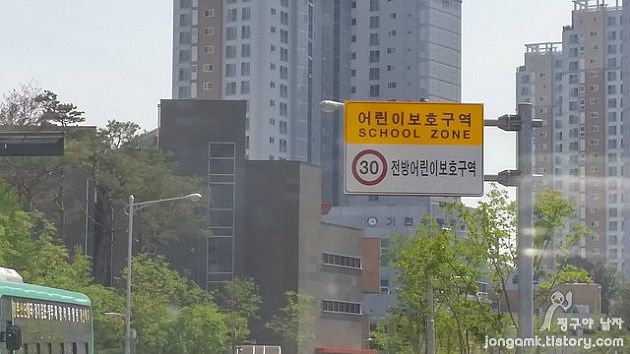 어린이보호구역
SCHOOL ZONE
30 전방어린이보호구역
찡구야 남자
jongamk.tistory.com